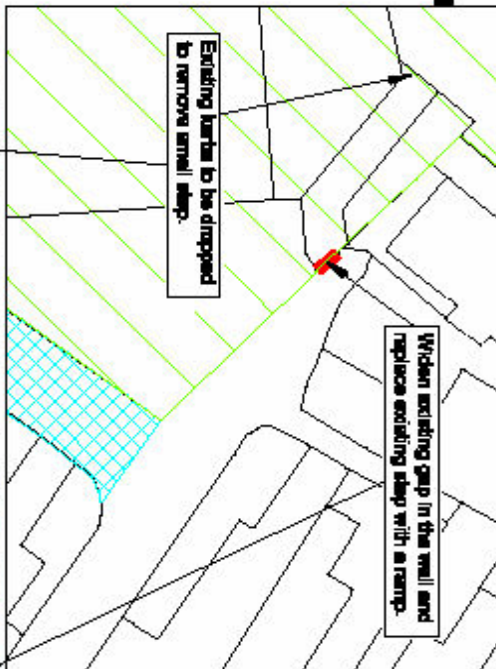 Existing kerbs to be dropped
to remove small step.
Widen existing gap in the wall and
replace existing step with a ramp.